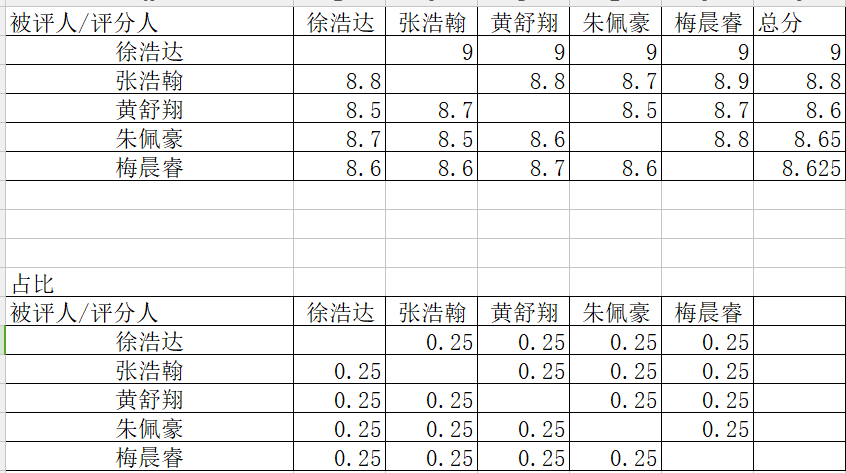 被评人/评分人 徐浩达 张浩翰 黄舒翔 朱佩豪 梅晨睿 总分
徐浩达 9 9 9 9 9
张浩翰 8.8 8.8 8.7 8.9 8.8
黄舒翔 8.5 8.7 8.5 8.7 8.6
朱佩豪 8.7 8.5 8.6 8.8 8.65
梅晨睿 8.6 8.6 8.7 8.6 8.625
占比
被评人/评分人 徐浩达 张浩翰 黄舒翔 朱佩豪 梅晨睿
徐浩达 0.25 0.25 0.25 0.25
张浩翰 0.25 0.25 0.25 0.25
黄舒翔 0.25 0.25 0.25 0.25
朱佩豪 0.25 0.25 0.25 0.25
梅晨睿 0.25 0.25 0.25 0.25